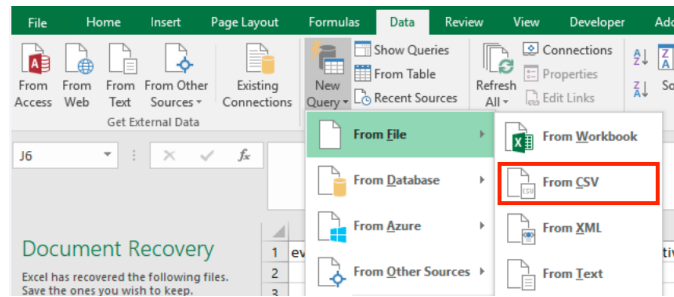 File Home Insert Page Layout Formulas Data Review View Developer
Show Queries Connections
From Table Properties
Recent Sources Edit Links
From Access
From Web
From Text
From Other Sources
Existing Connections
New Query
Refresh All
Get External Data
From File
From Workbook
J6
fx
From Database
From CSV
CSV
From Azure
From XML
Document Recovery
1
Excel has recovered the following files.
2
From Other Sources
From Text
Save the ones you wish to keep.
3